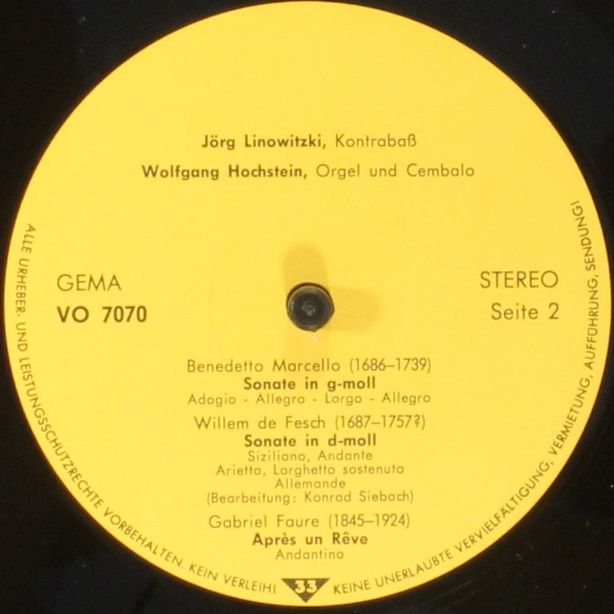 Jörg Linowitzki, Kontrabaß
Wolfgang Hochstein, Orgel und Cembalo
GEMA
VO 7070
STEREO
Seite 2
Benedetto Marcello (1686–1739)
Sonate in g-moll
Adagio - Allegro - Largo - Allegro
Willem de Fesch (1687–1757?)
Sonate in d-moll
Siziliano, Andante
Arietta, Larghetto sostenuta
Allemande
(Bearbeitung: Konrad Siebach)
Gabriel Faure (1845–1924)
Après un Rêve
Andantino
ALLE URHEBER- UND LEISTUNGSSCHUTZRECHTE VORBEHALTEN. KEIN VERLEIH! 33 KEINE UNERLAUBTE VERVIELFÄLTIGUNG, VERMIETUNG, AUFFÜHRUNG, SENDUNG!